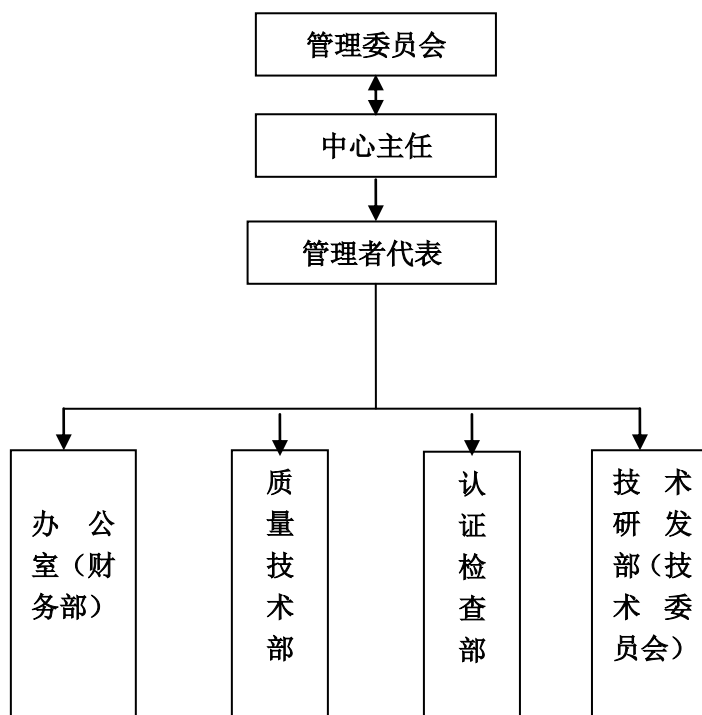 管理委员会
中心主任
管理者代表
办公
室（财
务部）
质
量
技
术
部
认
证
检
查
部
技术
研发
部（技
术委
员会）